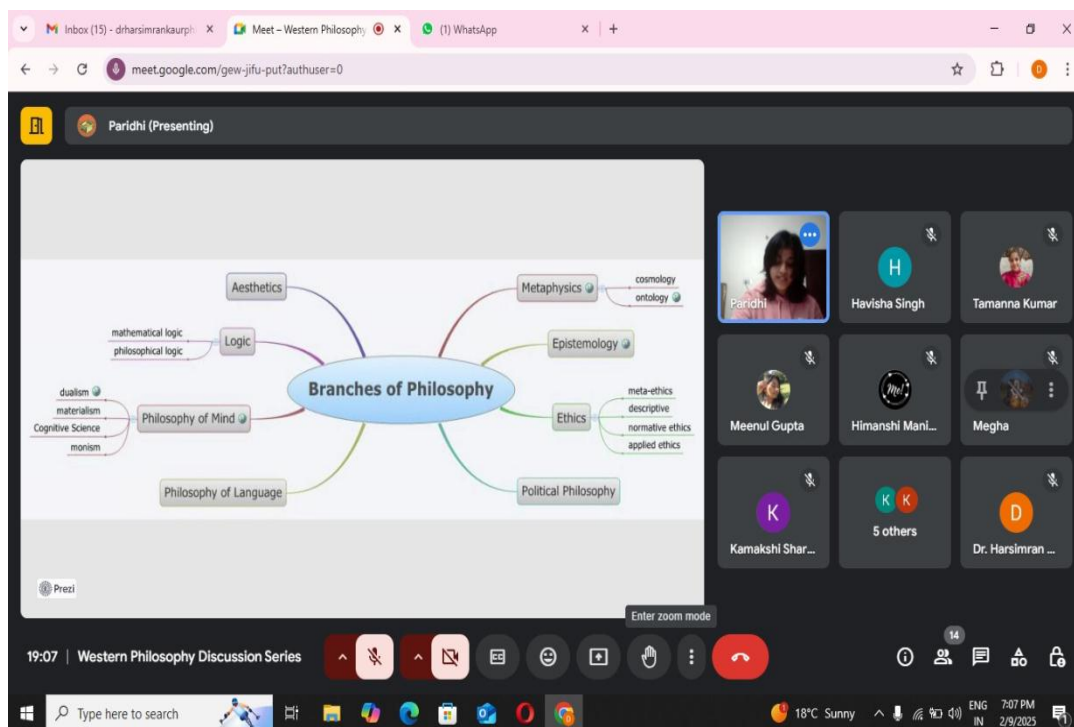 Inbox (15) - drharsimrankaurph
Meet – Western Philosophy
(1) WhatsApp
meet.google.com/gew-jifu-put?authuser=0
D
Paridhi (Presenting)
Aesthetics
mathematical logic
philosophical logic
Logic
dualism
materialism
Cognitive Science
monism
Philosophy of Mind
Philosophy of Language
Branches of Philosophy
Metaphysics
cosmology
ontology
Epistemology
Ethics
meta-ethics
descriptive
normative ethics
applied ethics
Political Philosophy
Prezi
Paridhi
H
Havisha Singh
Tamanna Kumar
Meenul Gupta
Me!
Himanshi Mani...
Megha
K
Kamakshi Shar...
K K
5 others
D
Dr. Harsimran ...
Enter zoom mode
19:07 | Western Philosophy Discussion Series
CC
14
Type here to search
18°C Sunny
ENG
IN
7:07 PM
2/9/2025